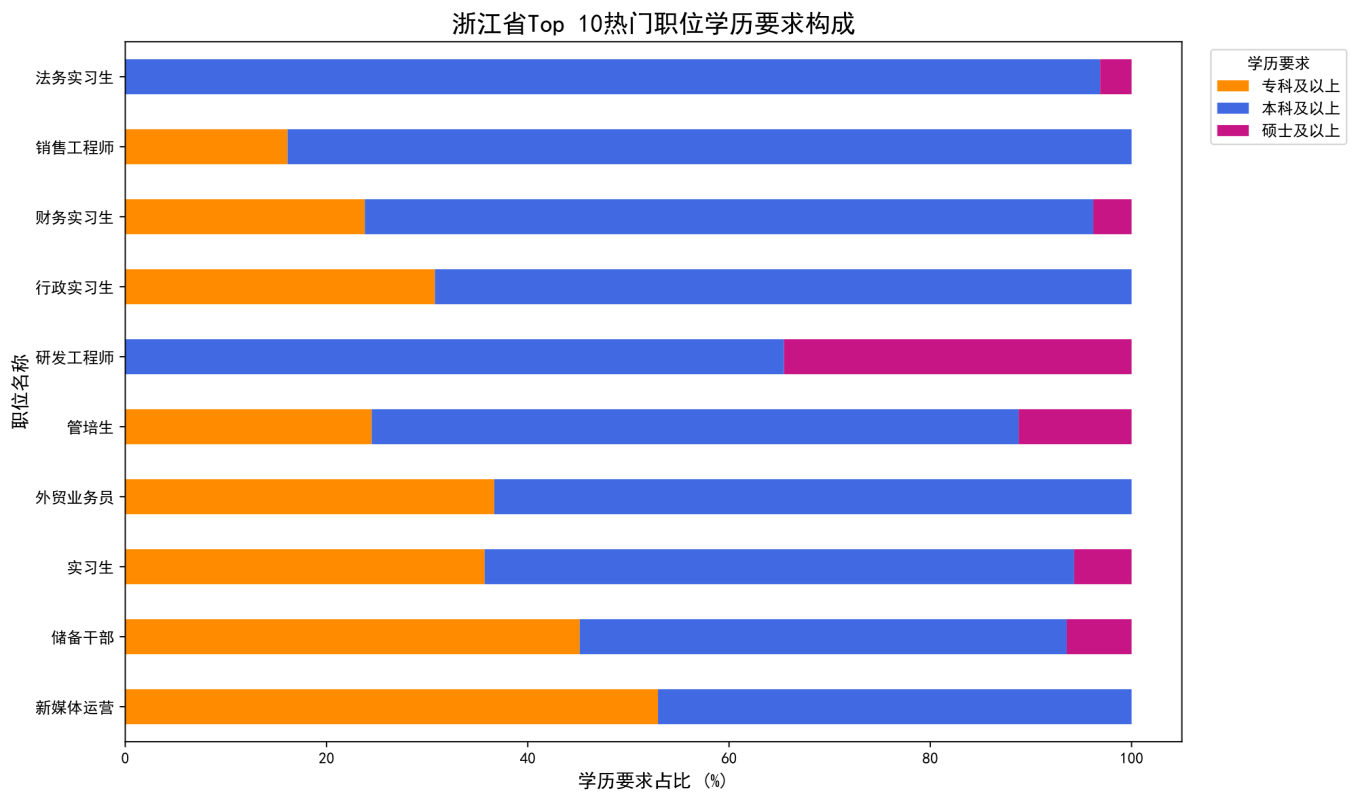 浙江省Top 10热门职位学历要求构成
学历要求
专科及以上
本科及以上
硕士及以上
职位名称
法务实习生
销售工程师
财务实习生
行政实习生
研发工程师
管培生
外贸业务员
实习生
储备干部
新媒体运营
0 20 40 60 80 100
学历要求占比 (%)